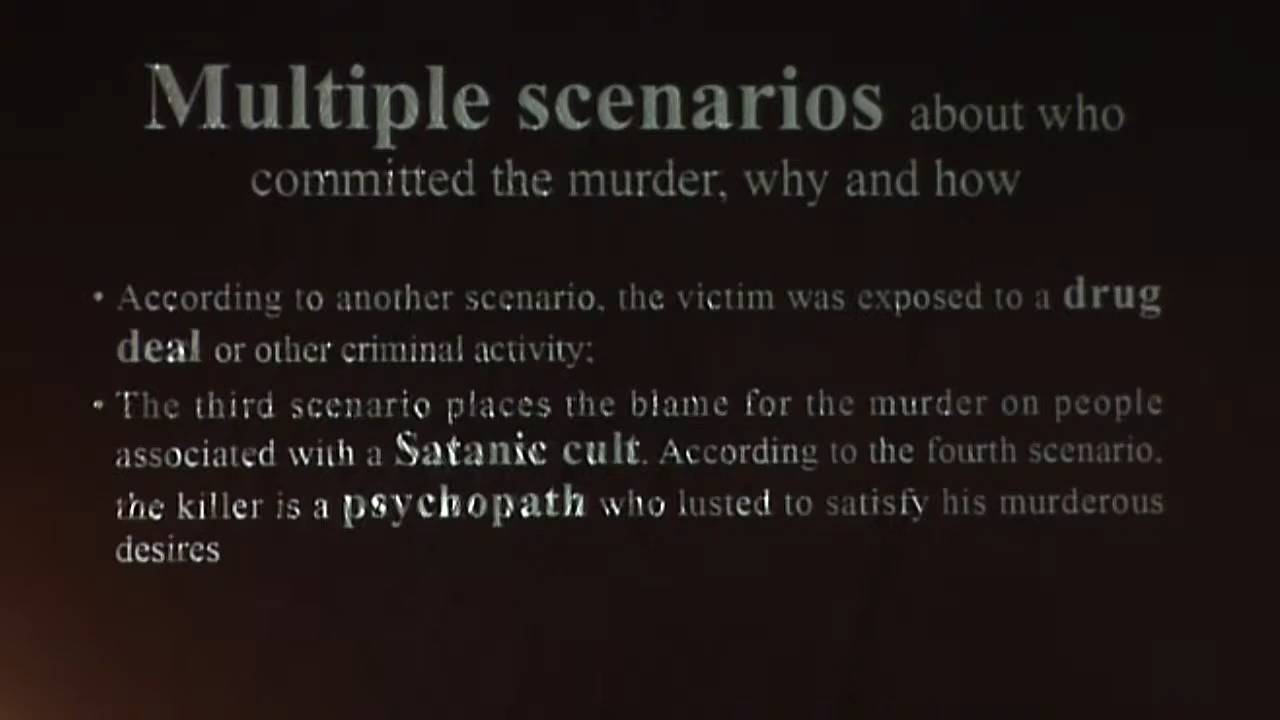 Multiple scenarios about who
committed the murder, why and how
• According to another scenario, the victim was exposed to a drug
deal or other criminal activity;
• The third scenario places the blame for the murder on people
associated with a Satanic cult. According to the fourth scenario,
the killer is a psychopath who lusted to satisfy his murderous
desires